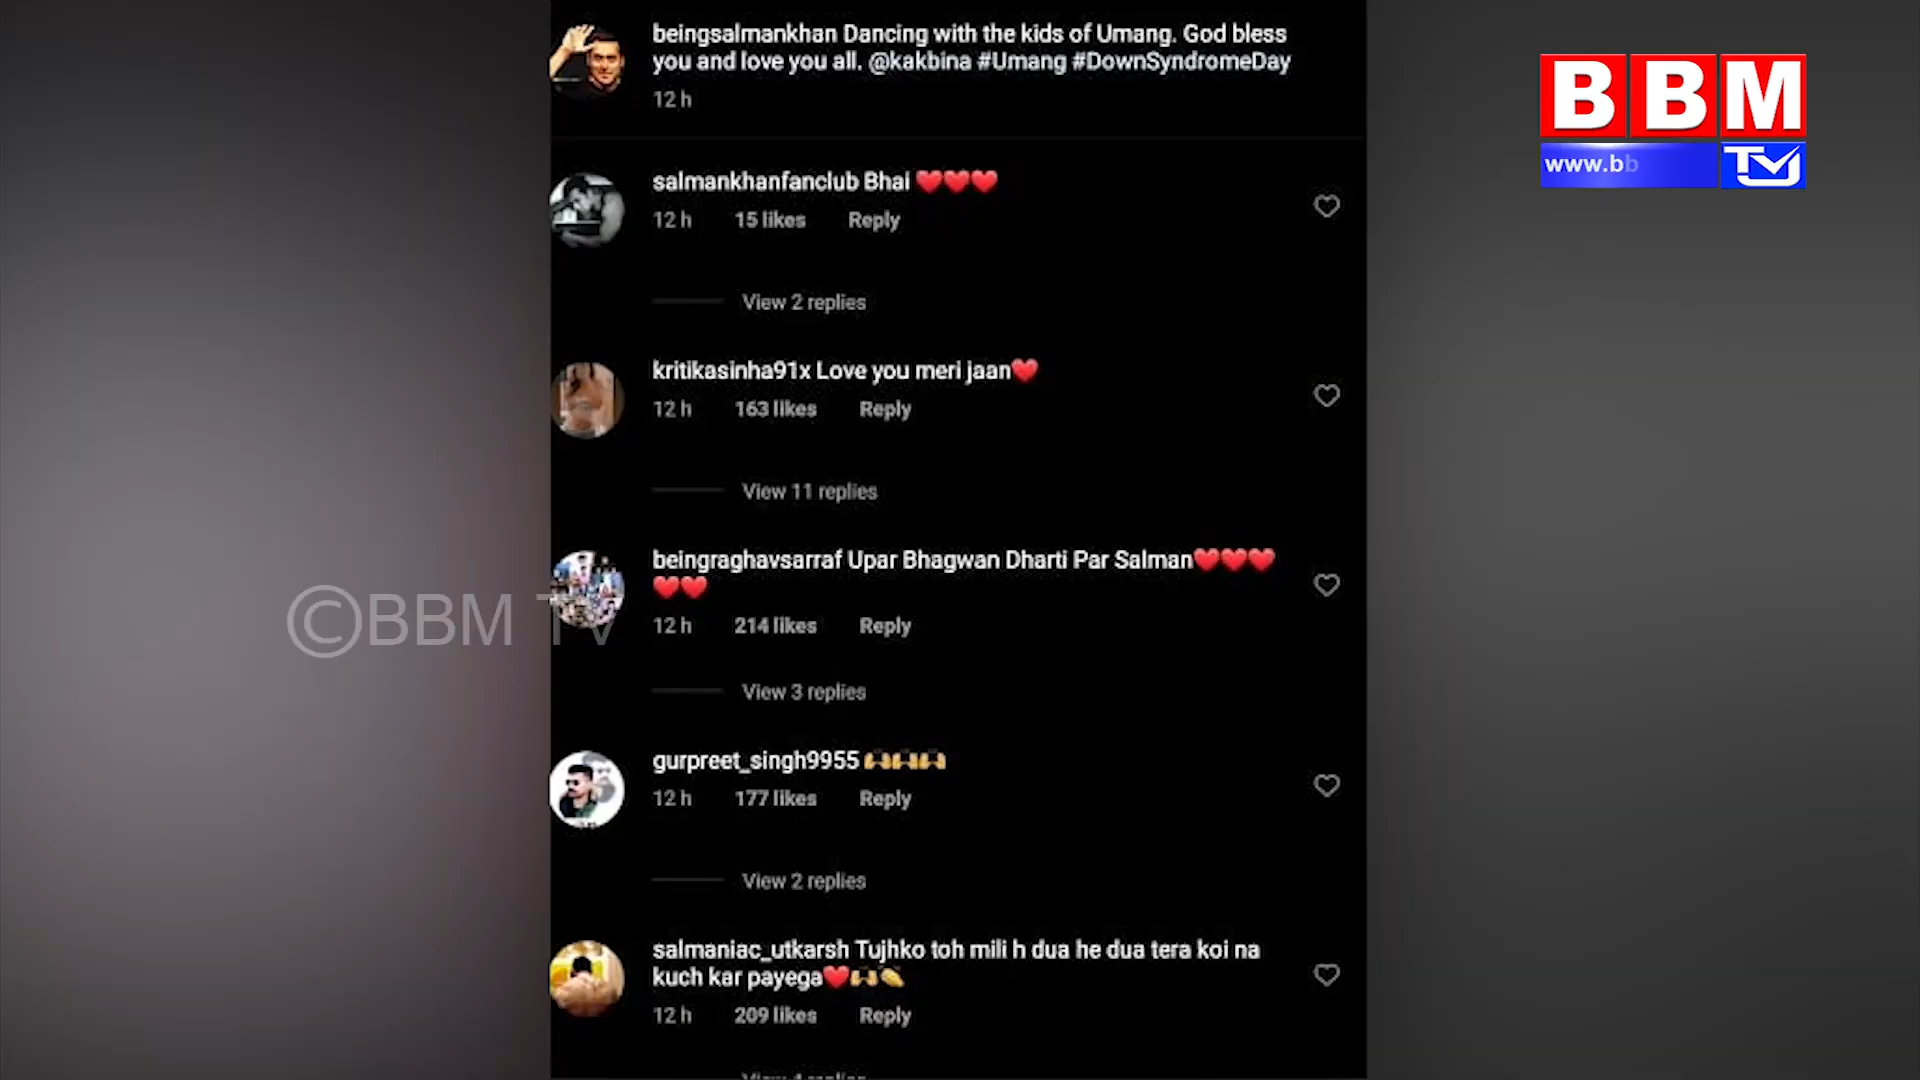 beingsalmankhan Dancing with the kids of Umang. God bless
you and love you all. @kakbina #Umang #DownSyndromeDay
12 h
BBM
www.bb
TV
salmankhanfanclub Bhai ❤️❤️❤️
12 h 15 likes Reply
View 2 replies
kritikasinha91x Love you meri jaan❤️
12 h 163 likes Reply
View 11 replies
beingraghavsarraf Upar Bhagwan Dharti Par Salman❤️❤️❤️
❤️❤️
©BBM TV
12 h 214 likes Reply
View 3 replies
gurpreet_singh9955 🙌🙌🙌
12 h 177 likes Reply
View 2 replies
salmaniac_utkarsh Tujhko toh mili h dua he dua tera koi na
kuch kar payega❤️🙌👏
12 h 209 likes Reply